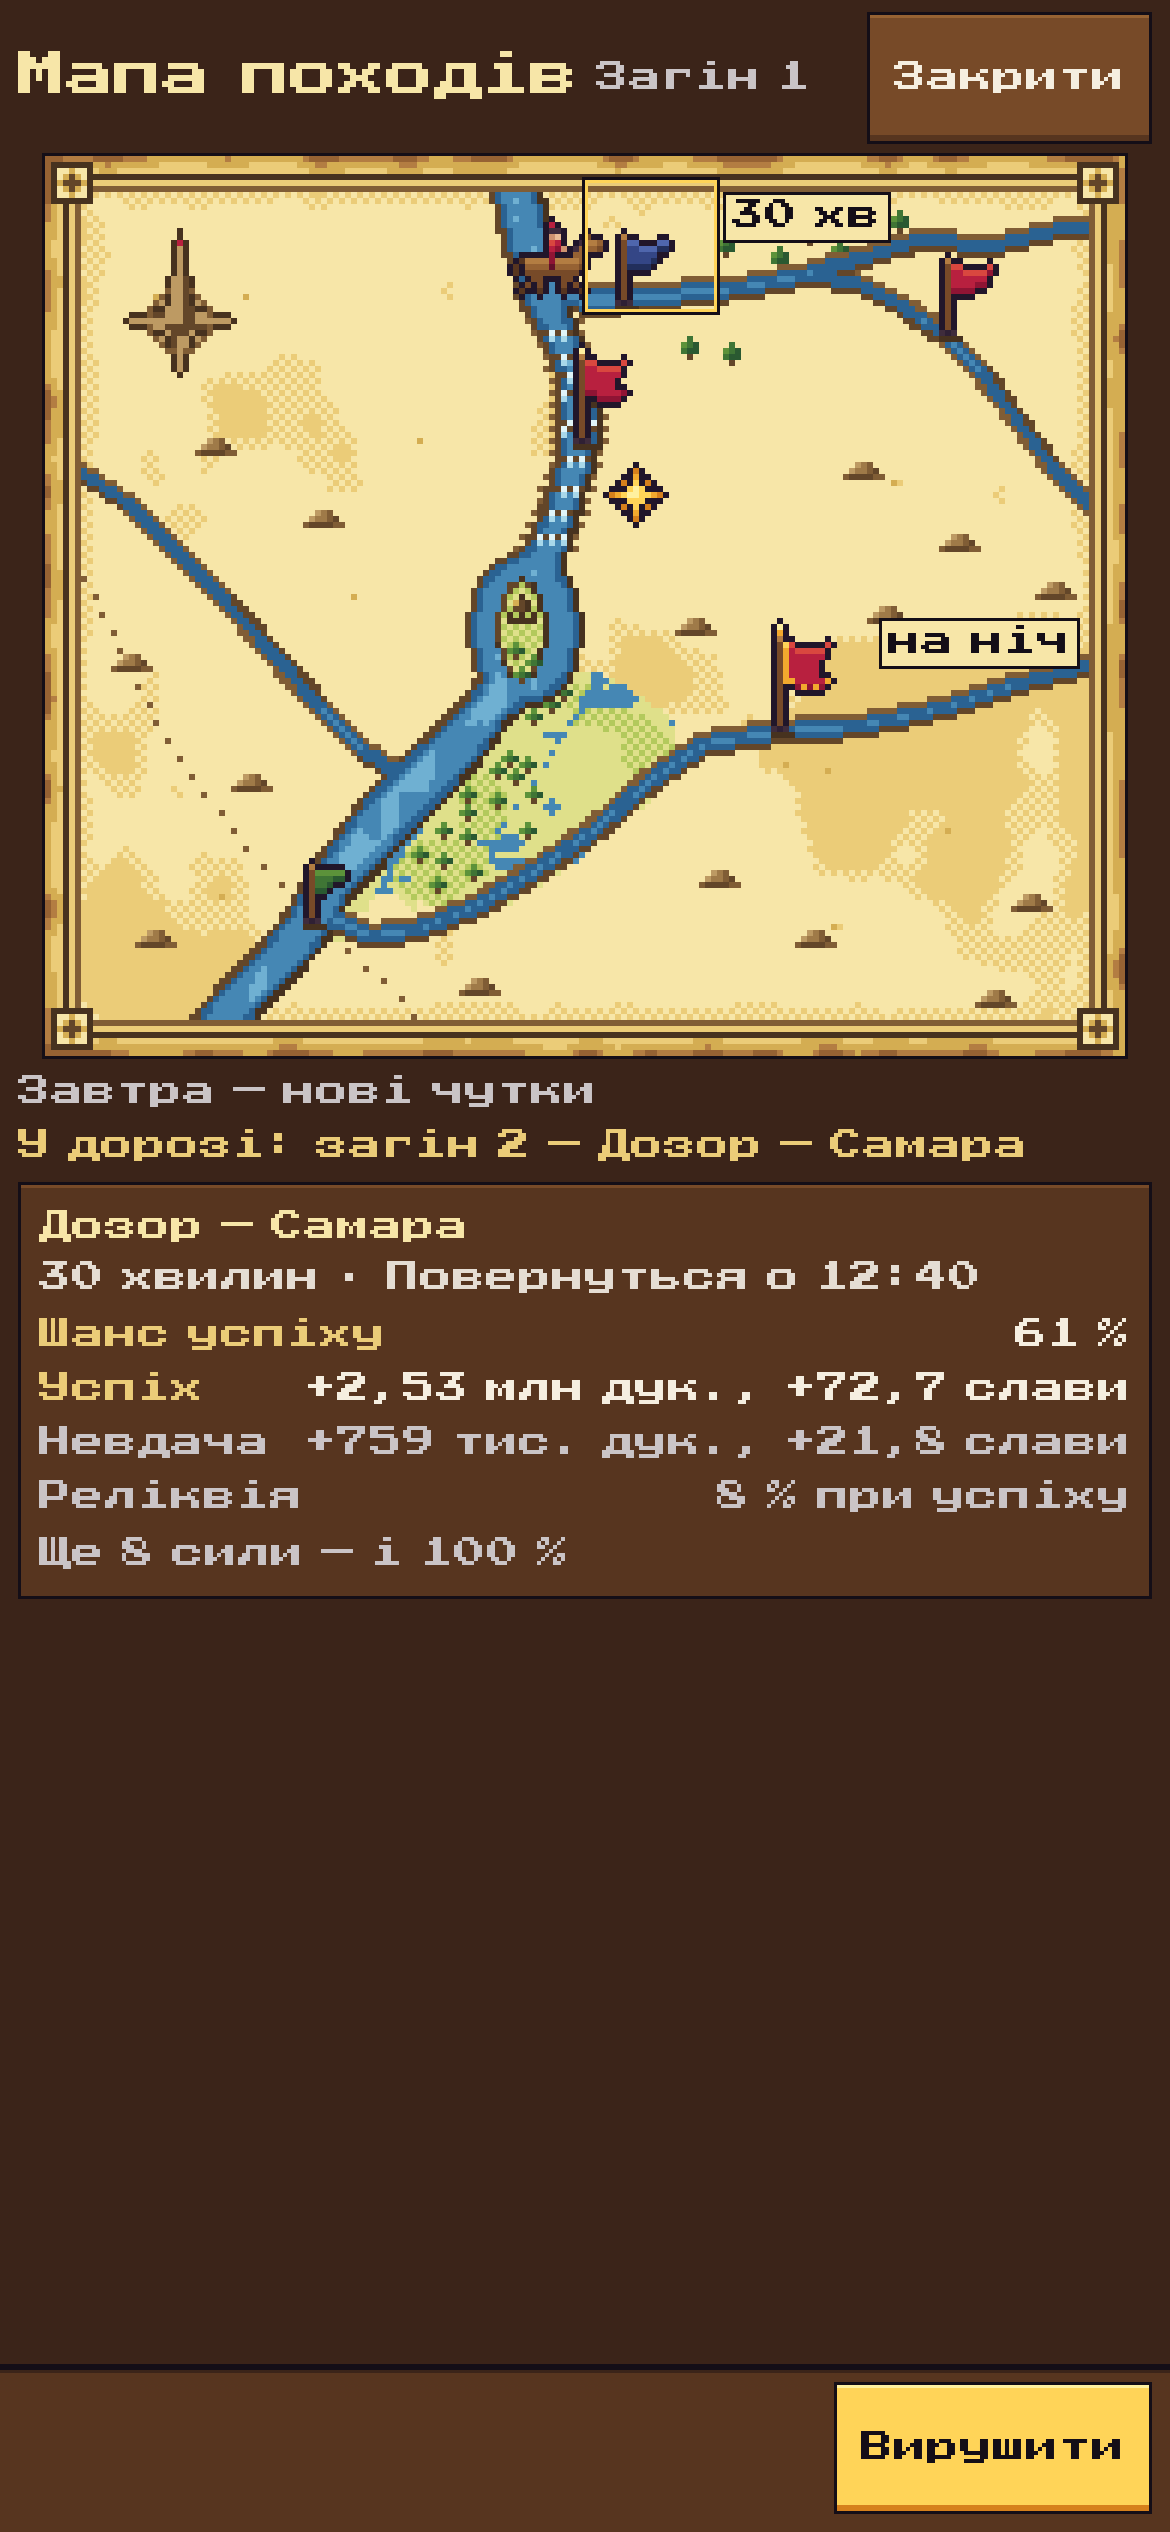 Мапа походів Загін 1 Закрити
30 хв
на ніч
Завтра — нові чутки
У дорозі: загін 2 — Дозор — Самара
Дозор — Самара
30 хвилин · Повернуться о 12:40
Шанс успіху 61 %
Успіх +2,53 млн дук., +72,7 слави
Невдача +759 тис. дук., +21,8 слави
Реліквія 8 % при успіху
Ще 8 сили — і 100 %
Вирушити